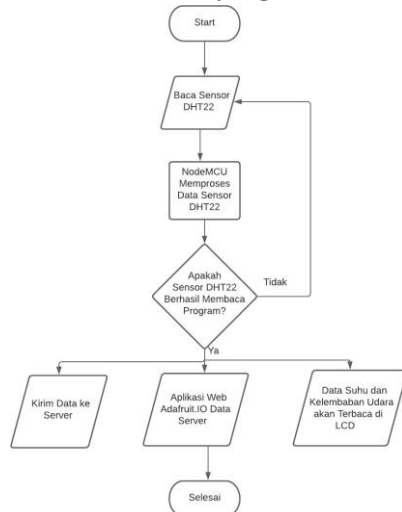 Start
Baca Sensor
DHT22
NodeMCU
Memproses
Data Sensor
DHT22
Apakah
Sensor DHT22
Berhasil Membaca
Program?
Tidak
Ya
Kirim Data ke
Server
Aplikasi Web
Adafruit.IO Data
Server
Data Suhu dan
Kelembaban Udara
akan Terbaca di
LCD
Selesai